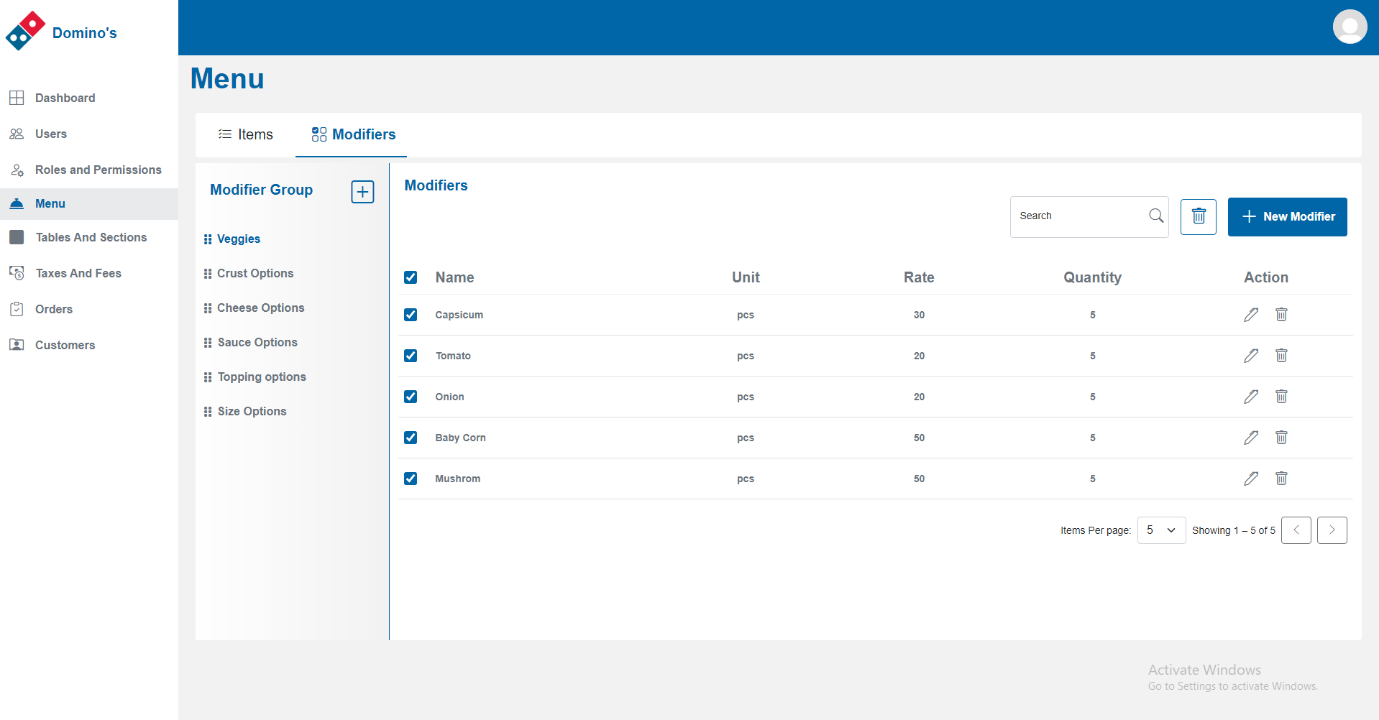 Domino's
Dashboard
Users
Roles and Permissions
Menu
Tables And Sections
Taxes And Fees
Orders
Customers
Menu
Items Modifiers
Modifier Group
Veggies
Crust Options
Cheese Options
Sauce Options
Topping options
Size Options
Modifiers
Search New Modifier
Name Unit Rate Quantity Action
Capsicum pcs 30 5
Tomato pcs 20 5
Onion pcs 20 5
Baby Corn pcs 50 5
Mushrom pcs 50 5
Items Per page: 5 Showing 1 – 5 of 5
Activate Windows
Go to Settings to activate Windows.